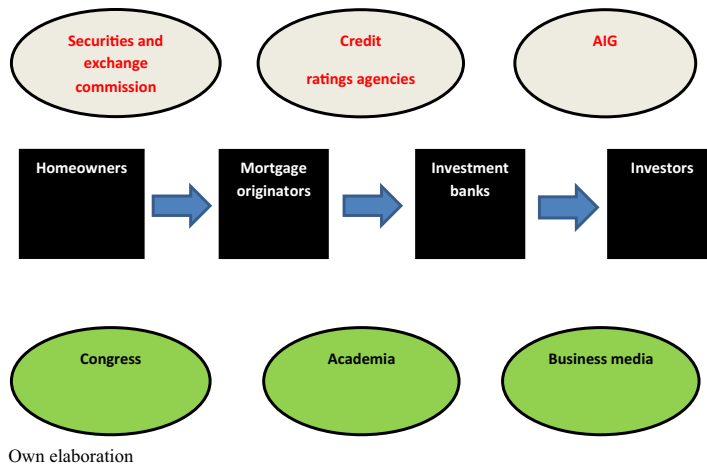 Securities and
exchange
commission
Credit
ratings agencies
AIG
Homeowners
Mortgage
originators
Investment
banks
Investors
Congress
Academia
Business media
Own elaboration